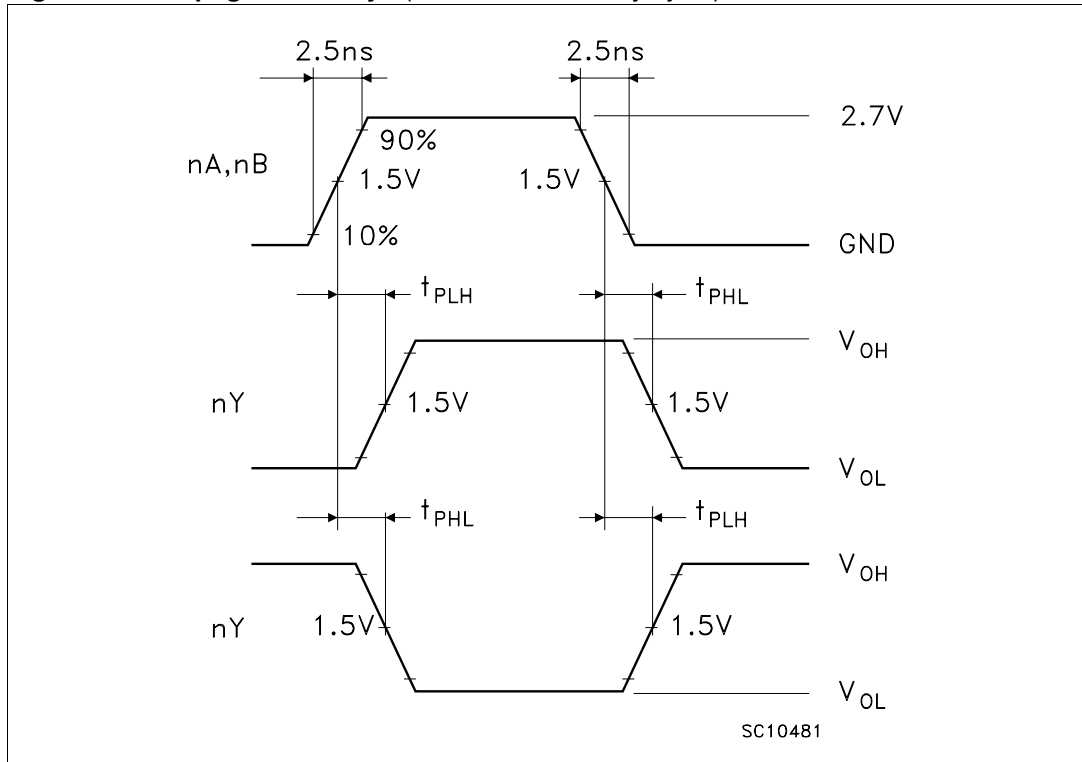 2.5ns 2.5ns
2.7V
90%
nA,nB 1.5V 1.5V
10%
GND
tPLH tPHL
VOH
nY 1.5V 1.5V
VOL
tPHL tPLH
VOH
nY 1.5V 1.5V
VOL
SC10481